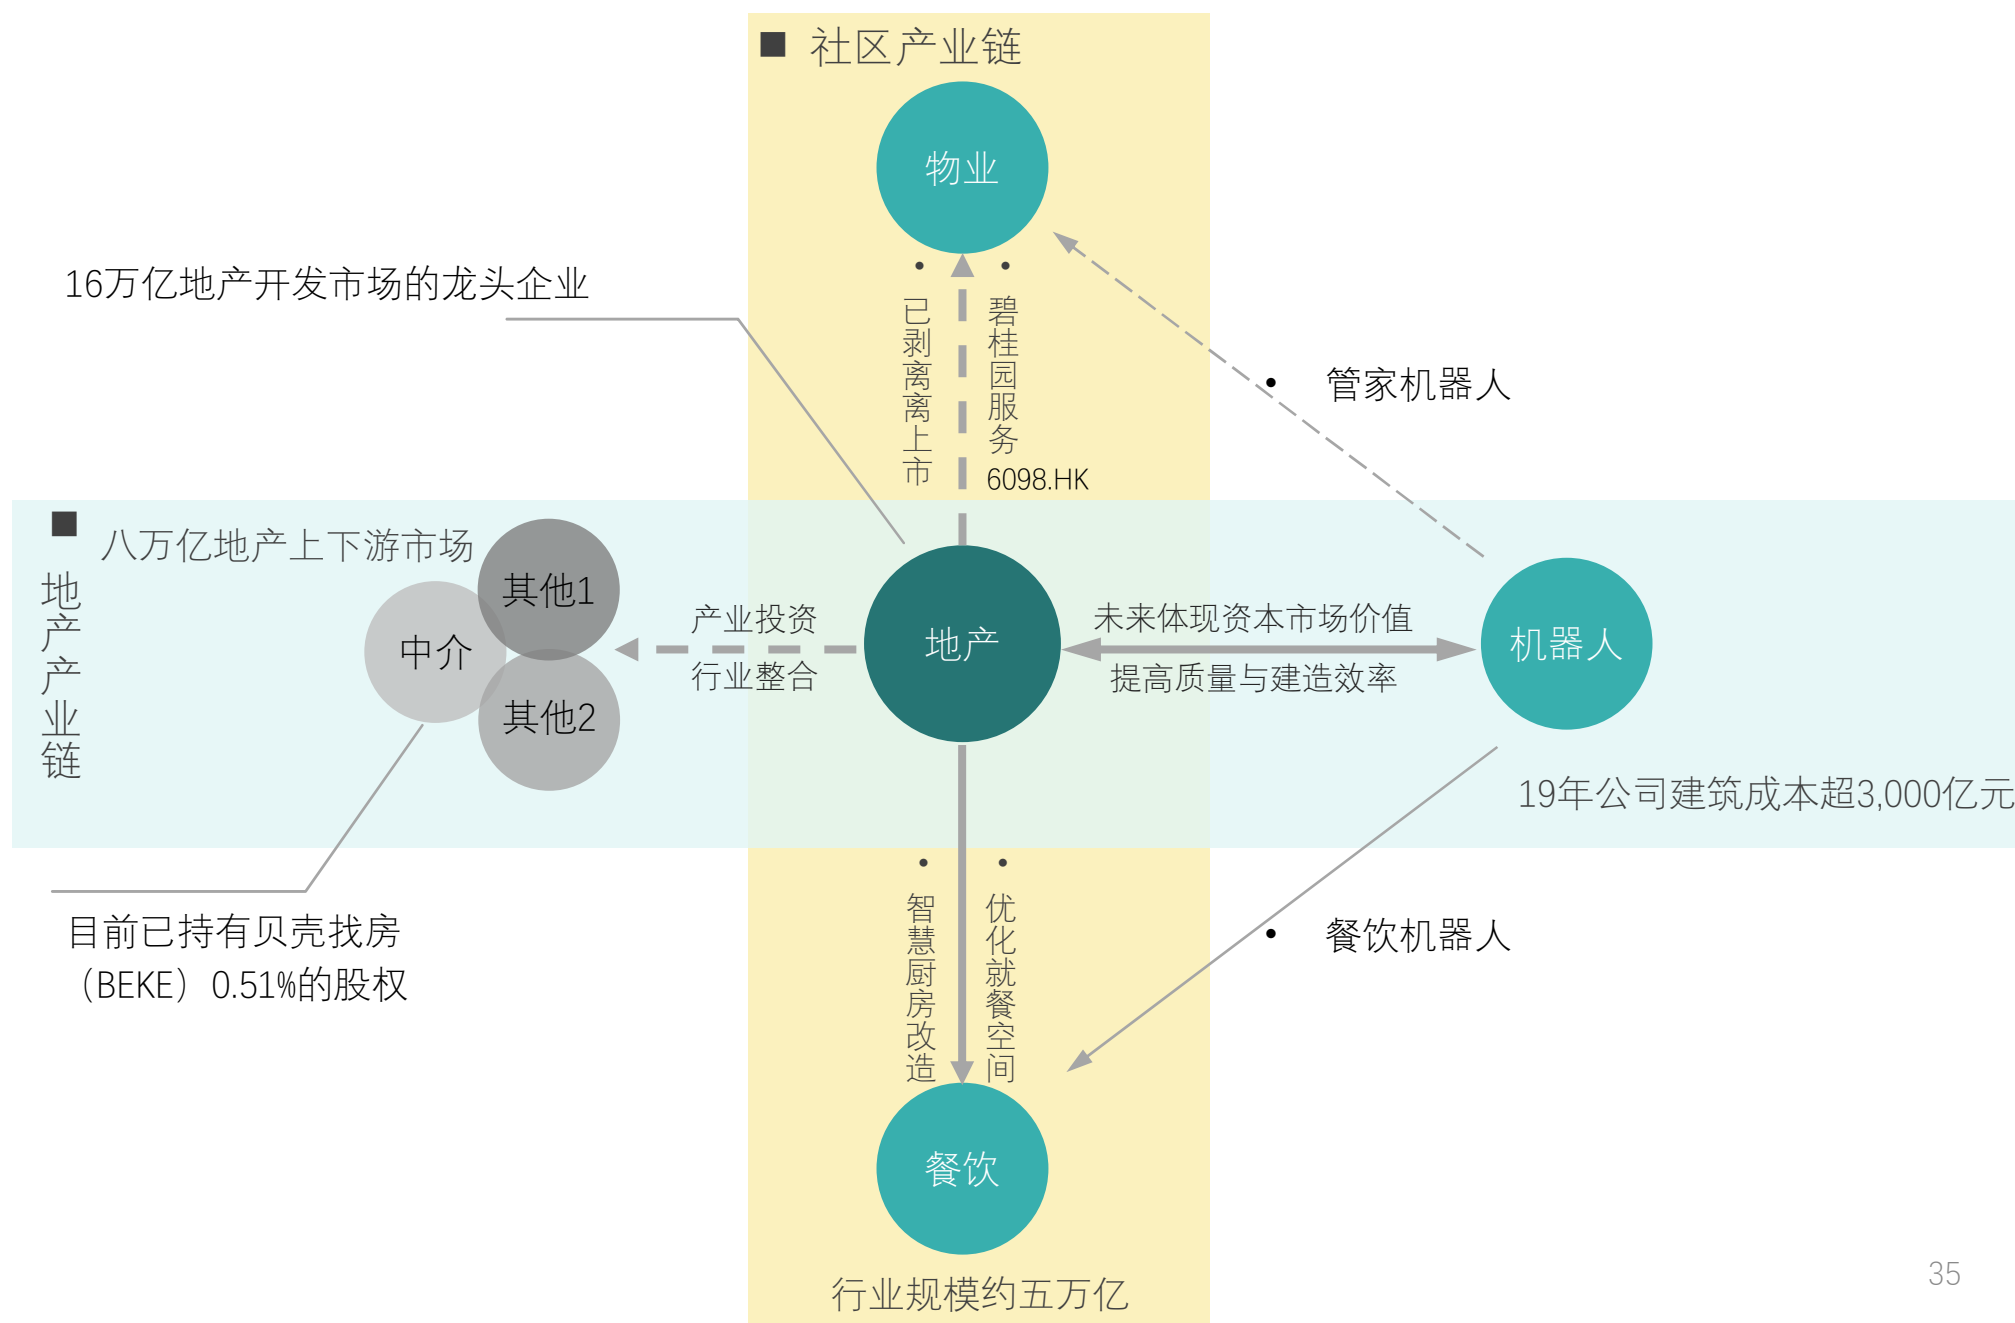 ■ 社区产业链
物业
16万亿地产开发市场的龙头企业
• 已剥离离上市
• 碧桂园服务
6098.HK
• 管家机器人
■ 地产产业链
八万亿地产上下游市场
其他1
中介
其他2
产业投资
行业整合
地产
未来体现资本市场价值
提高质量与建造效率
机器人
19年公司建筑成本超3,000亿元
目前已持有贝壳找房
（BEKE）0.51%的股权
• 智慧厨房改造
• 优化就餐空间
• 餐饮机器人
餐饮
行业规模约五万亿
35